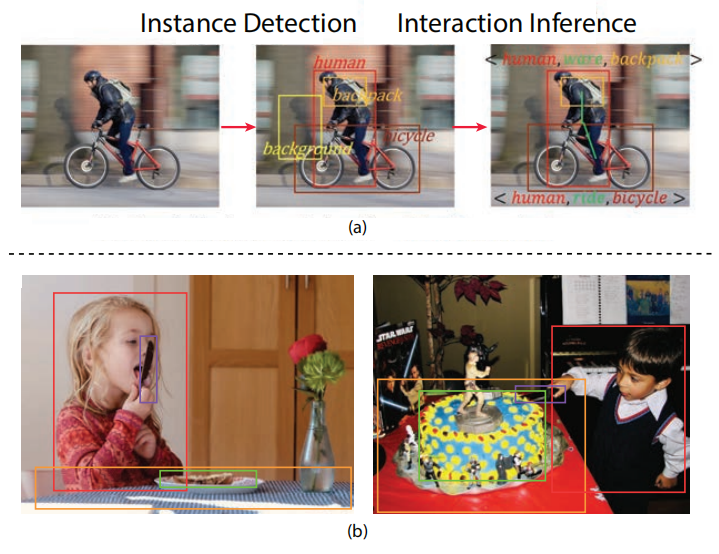 Instance Detection
Interaction Inference
human
backpack
background
bicycle
< human, ware, backpack >
< human, ride, bicycle >
(a)
STAR WARS
(b)